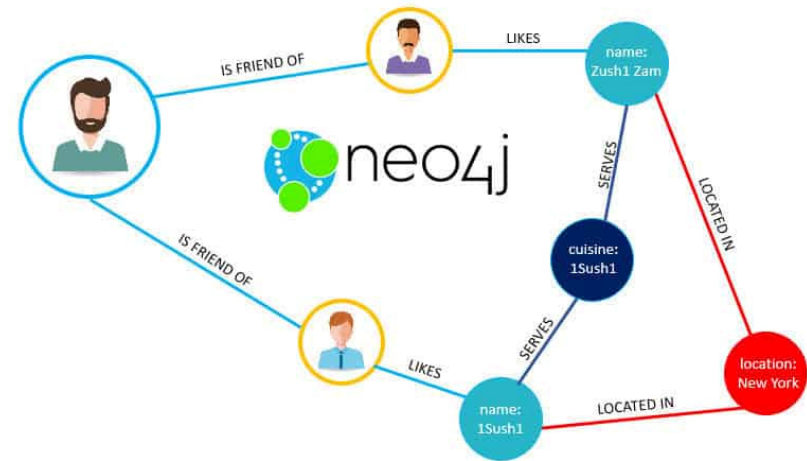 IS FRIEND OF
LIKES
name:
Zush1 Zam
neo4j
SERVES
LOCATED IN
cuisine:
1Sush1
IS FRIEND OF
SERVES
location:
New York
LIKES
name:
1Sush1
LOCATED IN